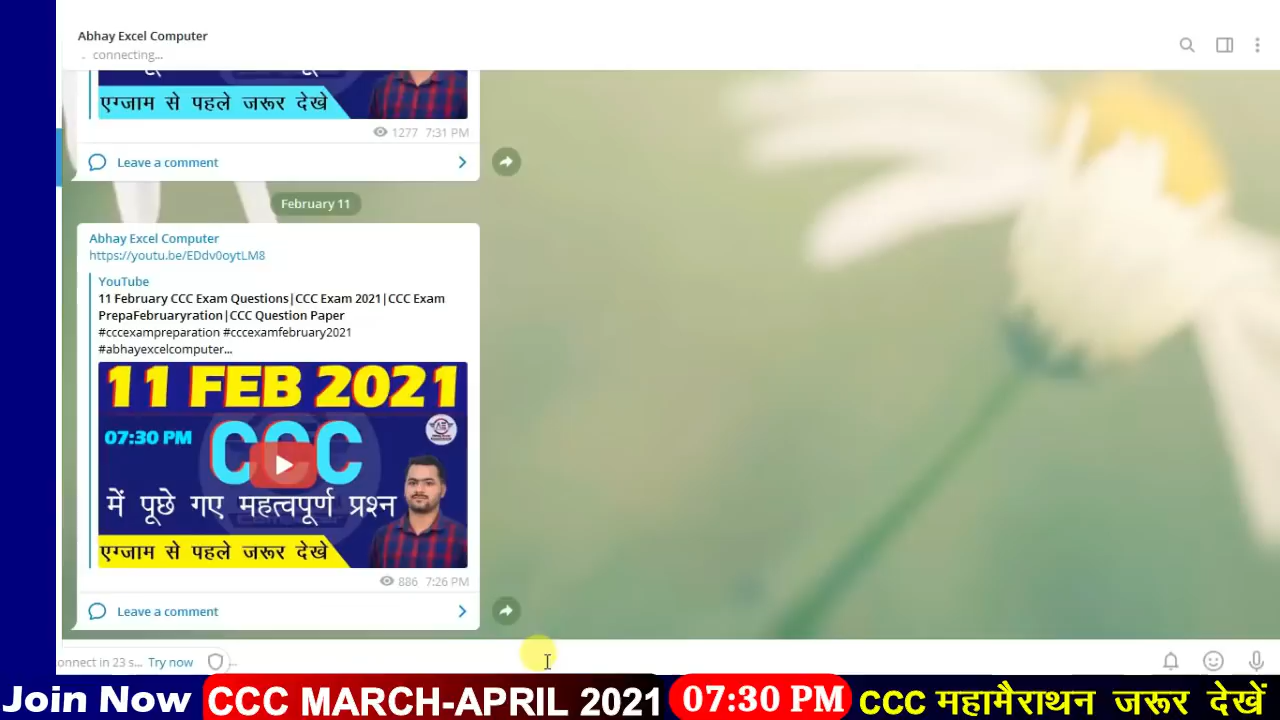 Abhay Excel Computer
connecting...
एग्जाम से पहले जरूर देखे
1277 7:31 PM
Leave a comment
February 11
Abhay Excel Computer
https://youtu.be/EDdv0oytLM8
YouTube
11 February CCC Exam Questions|CCC Exam 2021|CCC Exam
PrepaFebruaryration|CCC Question Paper
#cccexampreparation #cccexamfebruary2021
#abhayexcelcomputer...
11 FEB 2021
07:30 PM
CCC
में पूछे गए महत्वपूर्ण प्रश्न
एग्जाम से पहले जरूर देखे
886 7:26 PM
Leave a comment
onnect in 23 s... Try now
Join Now CCC MARCH-APRIL 2021 07:30 PM CCC महामैराथन जरूर देखें